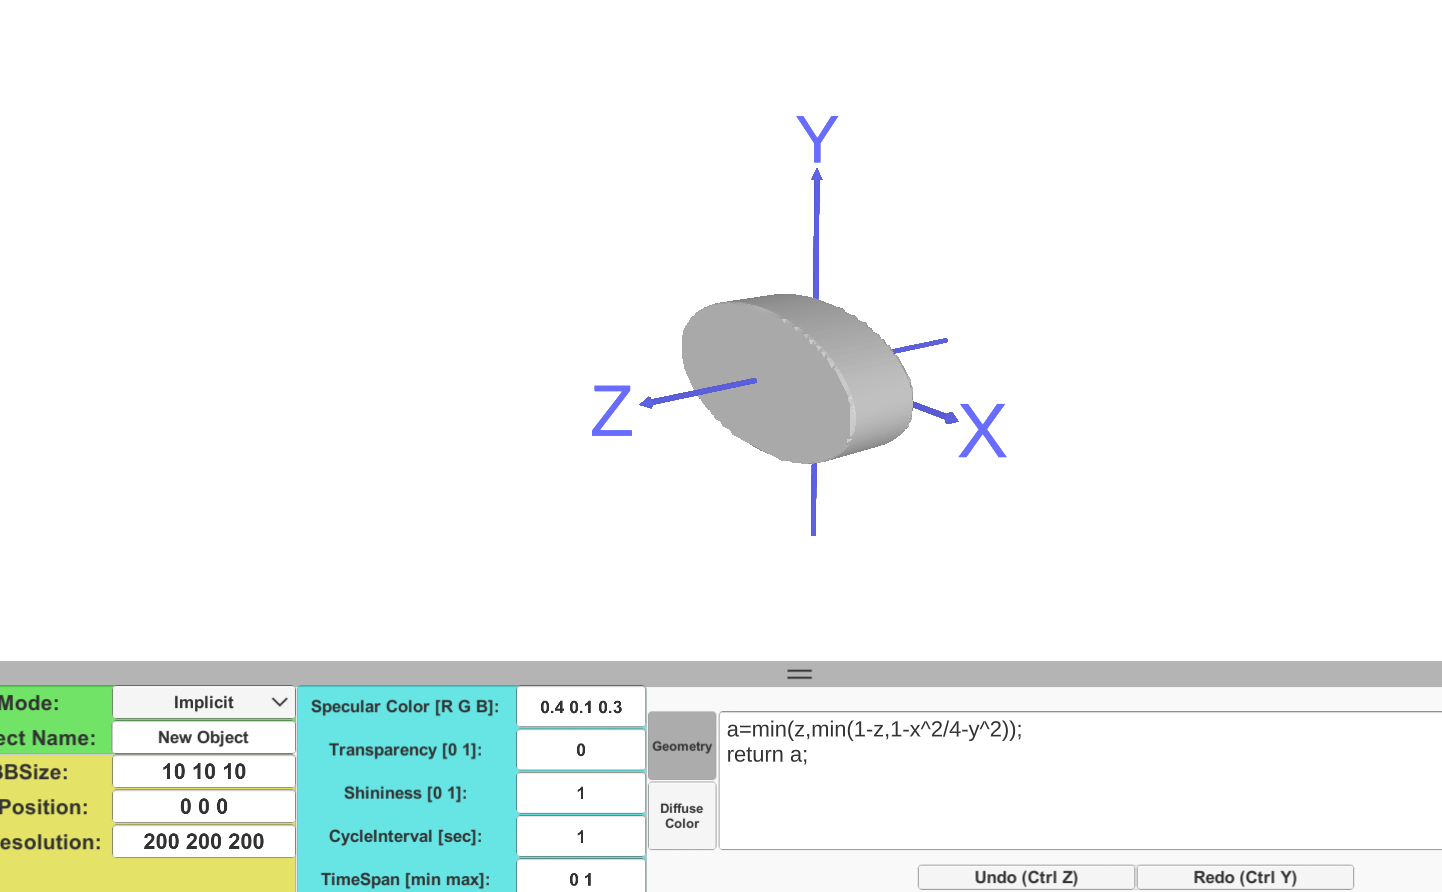 Y
Z
X
Mode:
Implicit
ect Name:
New Object
BBSize:
10 10 10
Position:
0 0 0
esolution:
200 200 200
Specular Color [R G B]:
0.4 0.1 0.3
Transparency [0 1]:
0
Shininess [0 1]:
1
CycleInterval [sec]:
1
TimeSpan [min max]:
0 1
Geometry
Diffuse
Color
a=min(z,min(1-z,1-x^2/4-y^2));
return a;
Undo (Ctrl Z)
Redo (Ctrl Y)